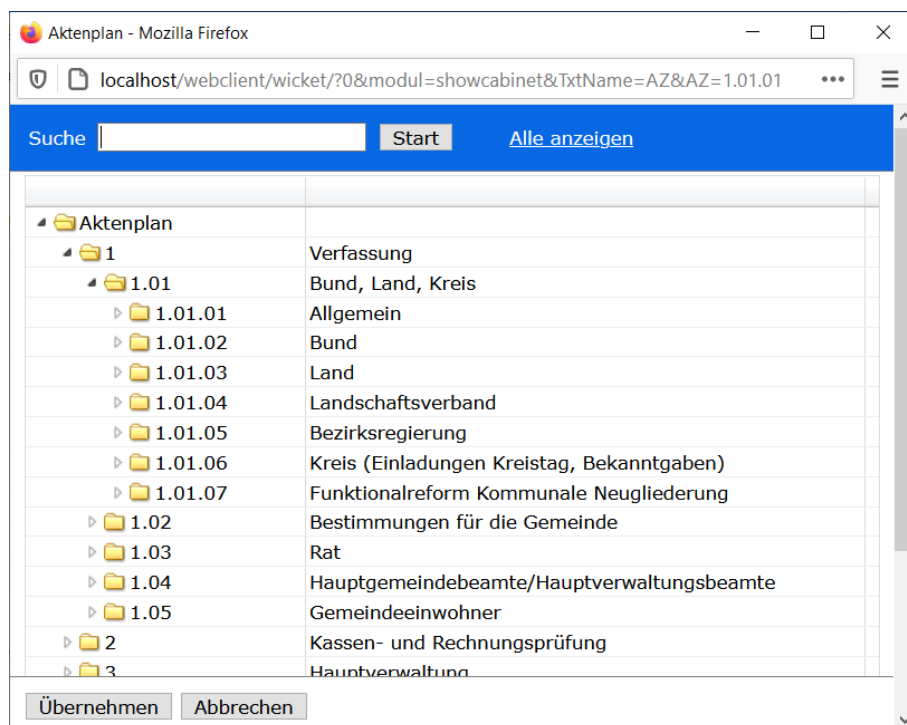 Aktenplan - Mozilla Firefox
localhost/webclient/wicket/?0&modul=showcabinet&TxtName=AZ&AZ=1.01.01
Suche Start Alle anzeigen
Aktenplan
1 Verfassung
1.01 Bund, Land, Kreis
1.01.01 Allgemein
1.01.02 Bund
1.01.03 Land
1.01.04 Landschaftsverband
1.01.05 Bezirksregierung
1.01.06 Kreis (Einladungen Kreistag, Bekanntgaben)
1.01.07 Funktionalreform Kommunale Neugliederung
1.02 Bestimmungen für die Gemeinde
1.03 Rat
1.04 Hauptgemeindebeamte/Hauptverwaltungsbeamte
1.05 Gemeindeeinwohner
2 Kassen- und Rechnungsprüfung
3 Hauptverwaltung
Übernehmen Abbrechen